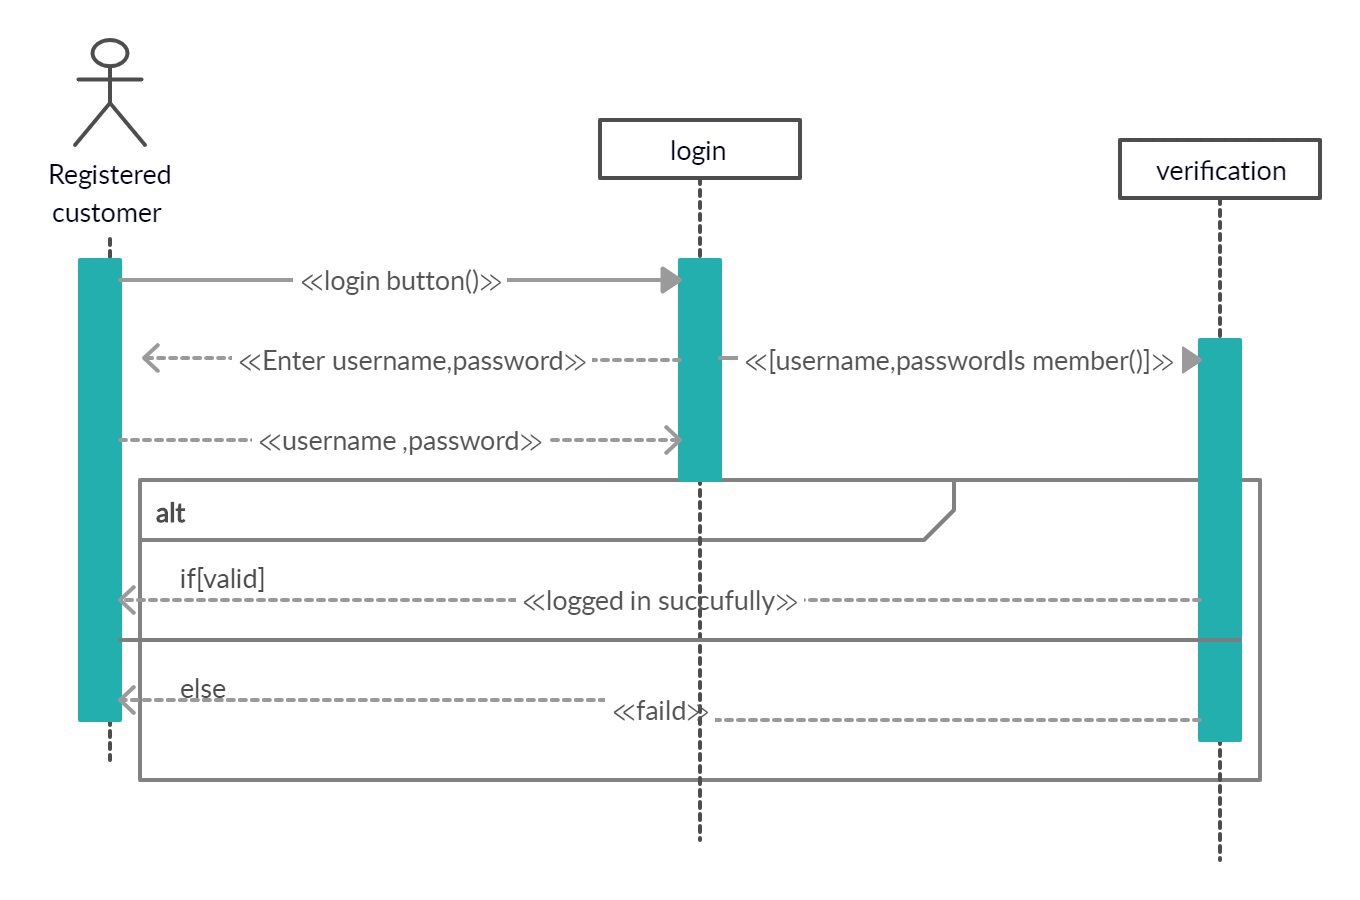 login
verification
Registered
customer
≪login button()≫
≪Enter username,password≫
≪[username,passwordIs member()]≫
≪username ,password≫
alt
if[valid]
≪logged in succufully≫
else
≪faild≫